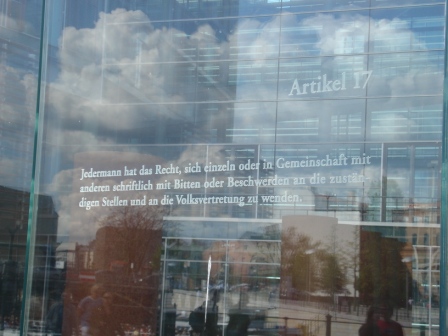 Artikel 17
Jedermann hat das Recht, sich einzeln oder in Gemeinschaft mit
anderen schriftlich mit Bitten oder Beschwerden an die zustän-
digen Stellen und an die Volksvertretung zu wenden.